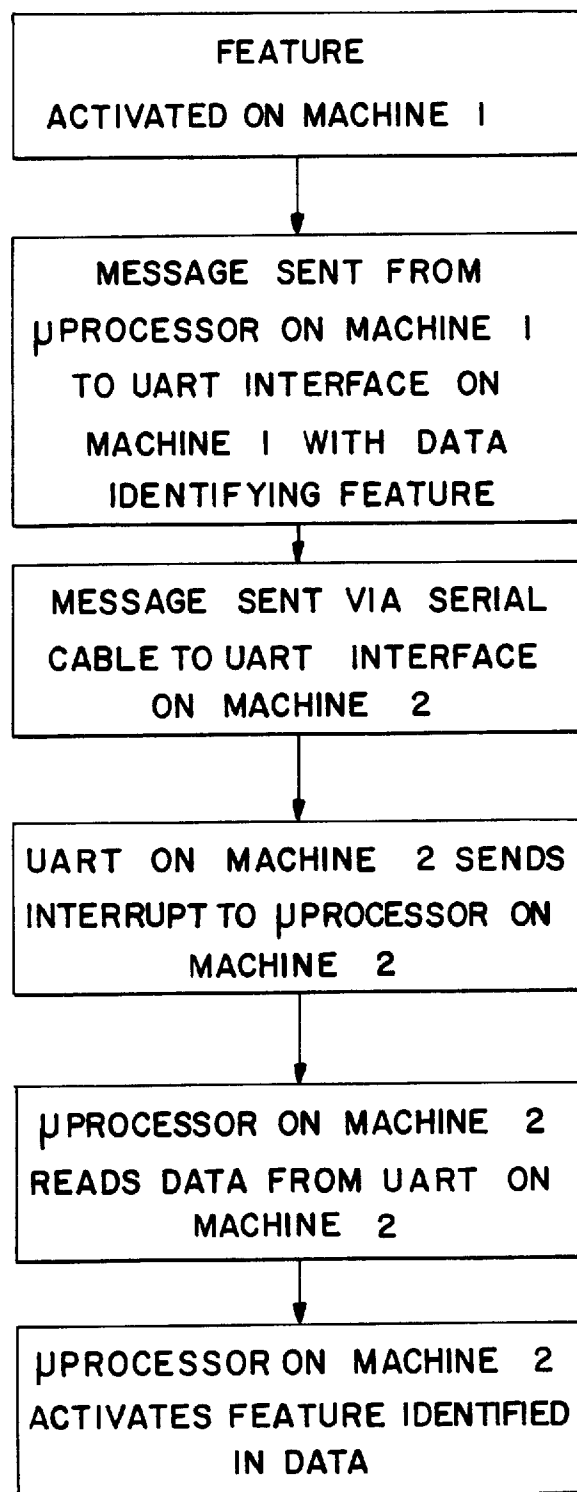 FEATURE
ACTIVATED ON MACHINE 1
MESSAGE SENT FROM
µPROCESSOR ON MACHINE 1
TO UART INTERFACE ON
MACHINE 1 WITH DATA
IDENTIFYING FEATURE
MESSAGE SENT VIA SERIAL
CABLE TO UART INTERFACE
ON MACHINE 2
UART ON MACHINE 2 SENDS
INTERRUPT TO µPROCESSOR ON
MACHINE 2
µPROCESSOR ON MACHINE 2
READS DATA FROM UART ON
MACHINE 2
µPROCESSOR ON MACHINE 2
ACTIVATES FEATURE IDENTIFIED
IN DATA